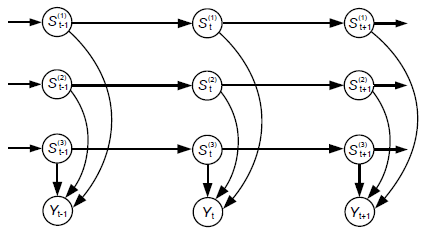 S(1)t-1 S(1)t S(1)t+1
S(2)t-1 S(2)t S(2)t+1
S(3)t-1 S(3)t S(3)t+1
Yt-1 Yt Yt+1